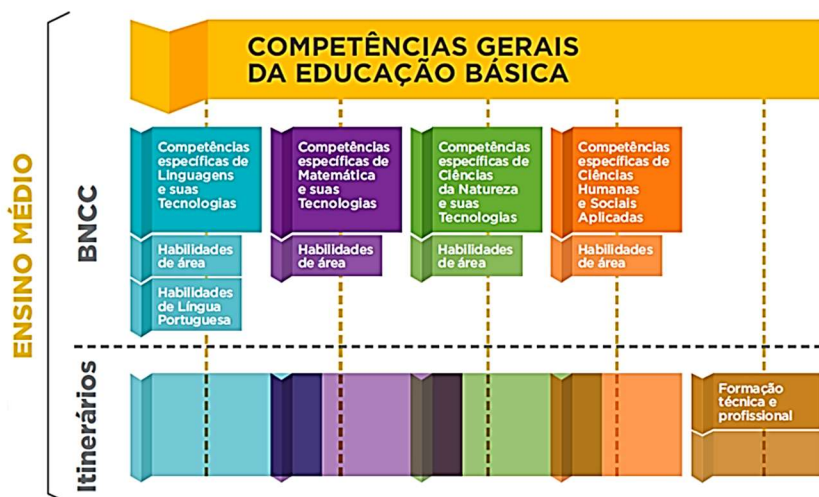 ENSINO MÉDIO
COMPETÊNCIAS GERAIS
DA EDUCAÇÃO BÁSICA
BNCC
Competências
específicas de
Linguagens
e suas
Tecnologias
Habilidades
de área
Habilidades
de Língua
Portuguesa
Competências
específicas de
Matemática
e suas
Tecnologias
Habilidades
de área
Competências
específicas de
Ciências
da Natureza
e suas
Tecnologias
Habilidades
de área
Competências
específicas de
Ciências
Humanas
e Sociais
Aplicadas
Habilidades
de área
Itinerários
Formação
técnica e
profissional